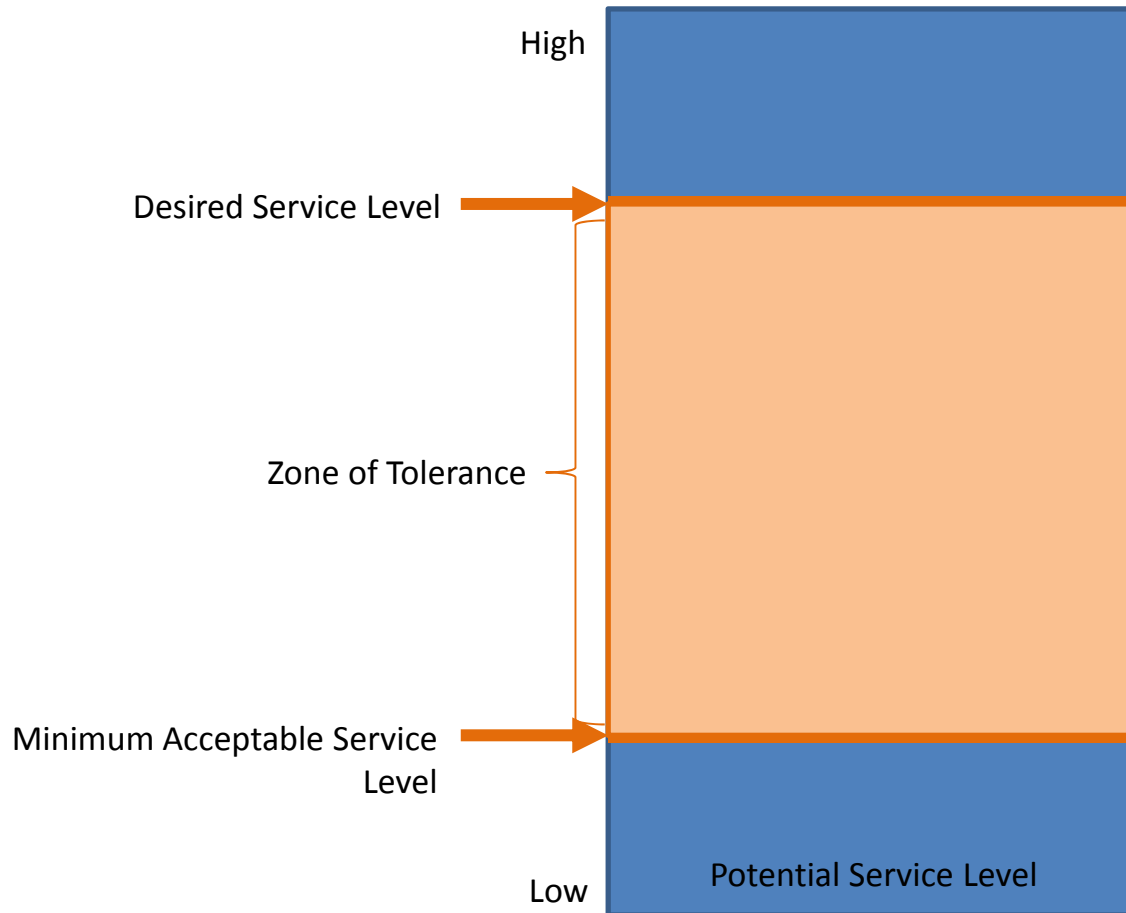 High
Desired Service Level
Zone of Tolerance
Minimum Acceptable Service
Level
Potential Service Level
Low